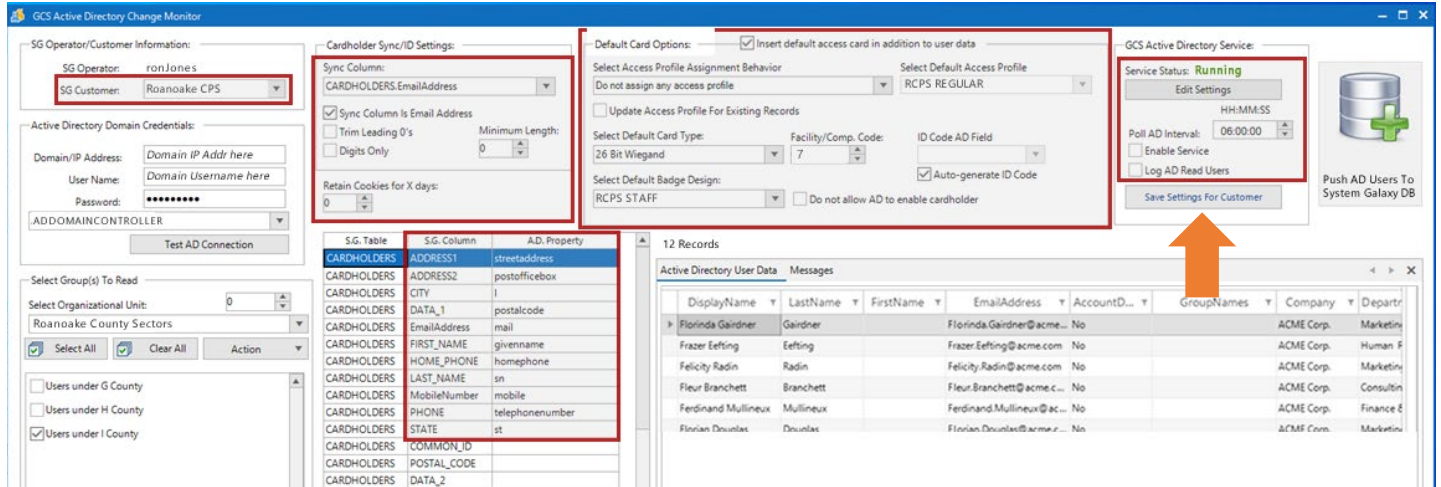 GCS Active Directory Change Monitor
SG Operator/Customer Information:
SG Operator: ronJones
SG Customer: Roanoake CPS
Active Directory Domain Credentials:
Domain/IP Address: Domain IP Addr here
User Name: Domain Username here
Password: •••••••••
.ADDOMAINCONTROLLER
Test AD Connection
Select Group(s) To Read
Select Organizational Unit: 0
Roanoake County Sectors
Select All Clear All Action
Users under G County
Users under H County
Users under I County
Cardholder Sync/ID Settings:
Sync Column:
CARDHOLDERS.EmailAddress
Sync Column Is Email Address
Trim Leading 0's Minimum Length:
Digits Only 0
Retain Cookies for X days:
0
Default Card Options: Insert default access card in addition to user data
Select Access Profile Assignment Behavior Select Default Access Profile
Do not assign any access profile RCPS REGULAR
Update Access Profile For Existing Records
Select Default Card Type: Facility/Comp. Code: ID Code AD Field
26 Bit Wiegand 7
Auto-generate ID Code
Select Default Badge Design:
RCPS STAFF Do not allow AD to enable cardholder
GCS Active Directory Service:
Service Status: Running
Edit Settings
HH:MM:SS
Poll AD Interval: 06:00:00
Enable Service
Log AD Read Users
Save Settings For Customer
Push AD Users To
System Galaxy DB
S.G. Table S.G. Column A.D. Property
CARDHOLDERS ADDRESS1 streetaddress
CARDHOLDERS ADDRESS2 postofficebox
CARDHOLDERS CITY l
CARDHOLDERS DATA_1 postalcode
CARDHOLDERS EmailAddress mail
CARDHOLDERS FIRST_NAME givenname
CARDHOLDERS HOME_PHONE homephone
CARDHOLDERS LAST_NAME sn
CARDHOLDERS MobileNumber mobile
CARDHOLDERS PHONE telephonenumber
CARDHOLDERS STATE st
CARDHOLDERS COMMON_ID
CARDHOLDERS POSTAL_CODE
CARDHOLDERS DATA_2
12 Records
Active Directory User Data Messages
DisplayName LastName FirstName EmailAddress AccountD... GroupNames Company Departr
Florinda Gairdner Gairdner Florinda.Gairdner@acme... No ACME Corp. Marketin
Frazer Eefting Eefting Frazer.Eefting@acme.com No ACME Corp. Human R
Felicity Radin Radin Felicity.Radin@acme.c... No ACME Corp. Marketin
Fleur Branchett Branchett Fleur.Branchett@acme.c... No ACME Corp. Consultin
Ferdinand Mullineux Mullineux Ferdinand.Mullineux@ac... No ACME Corp. Finance &
Florian Douglas Douglas Florian.Douglas@acme.c... No ACME Corp. Marketin